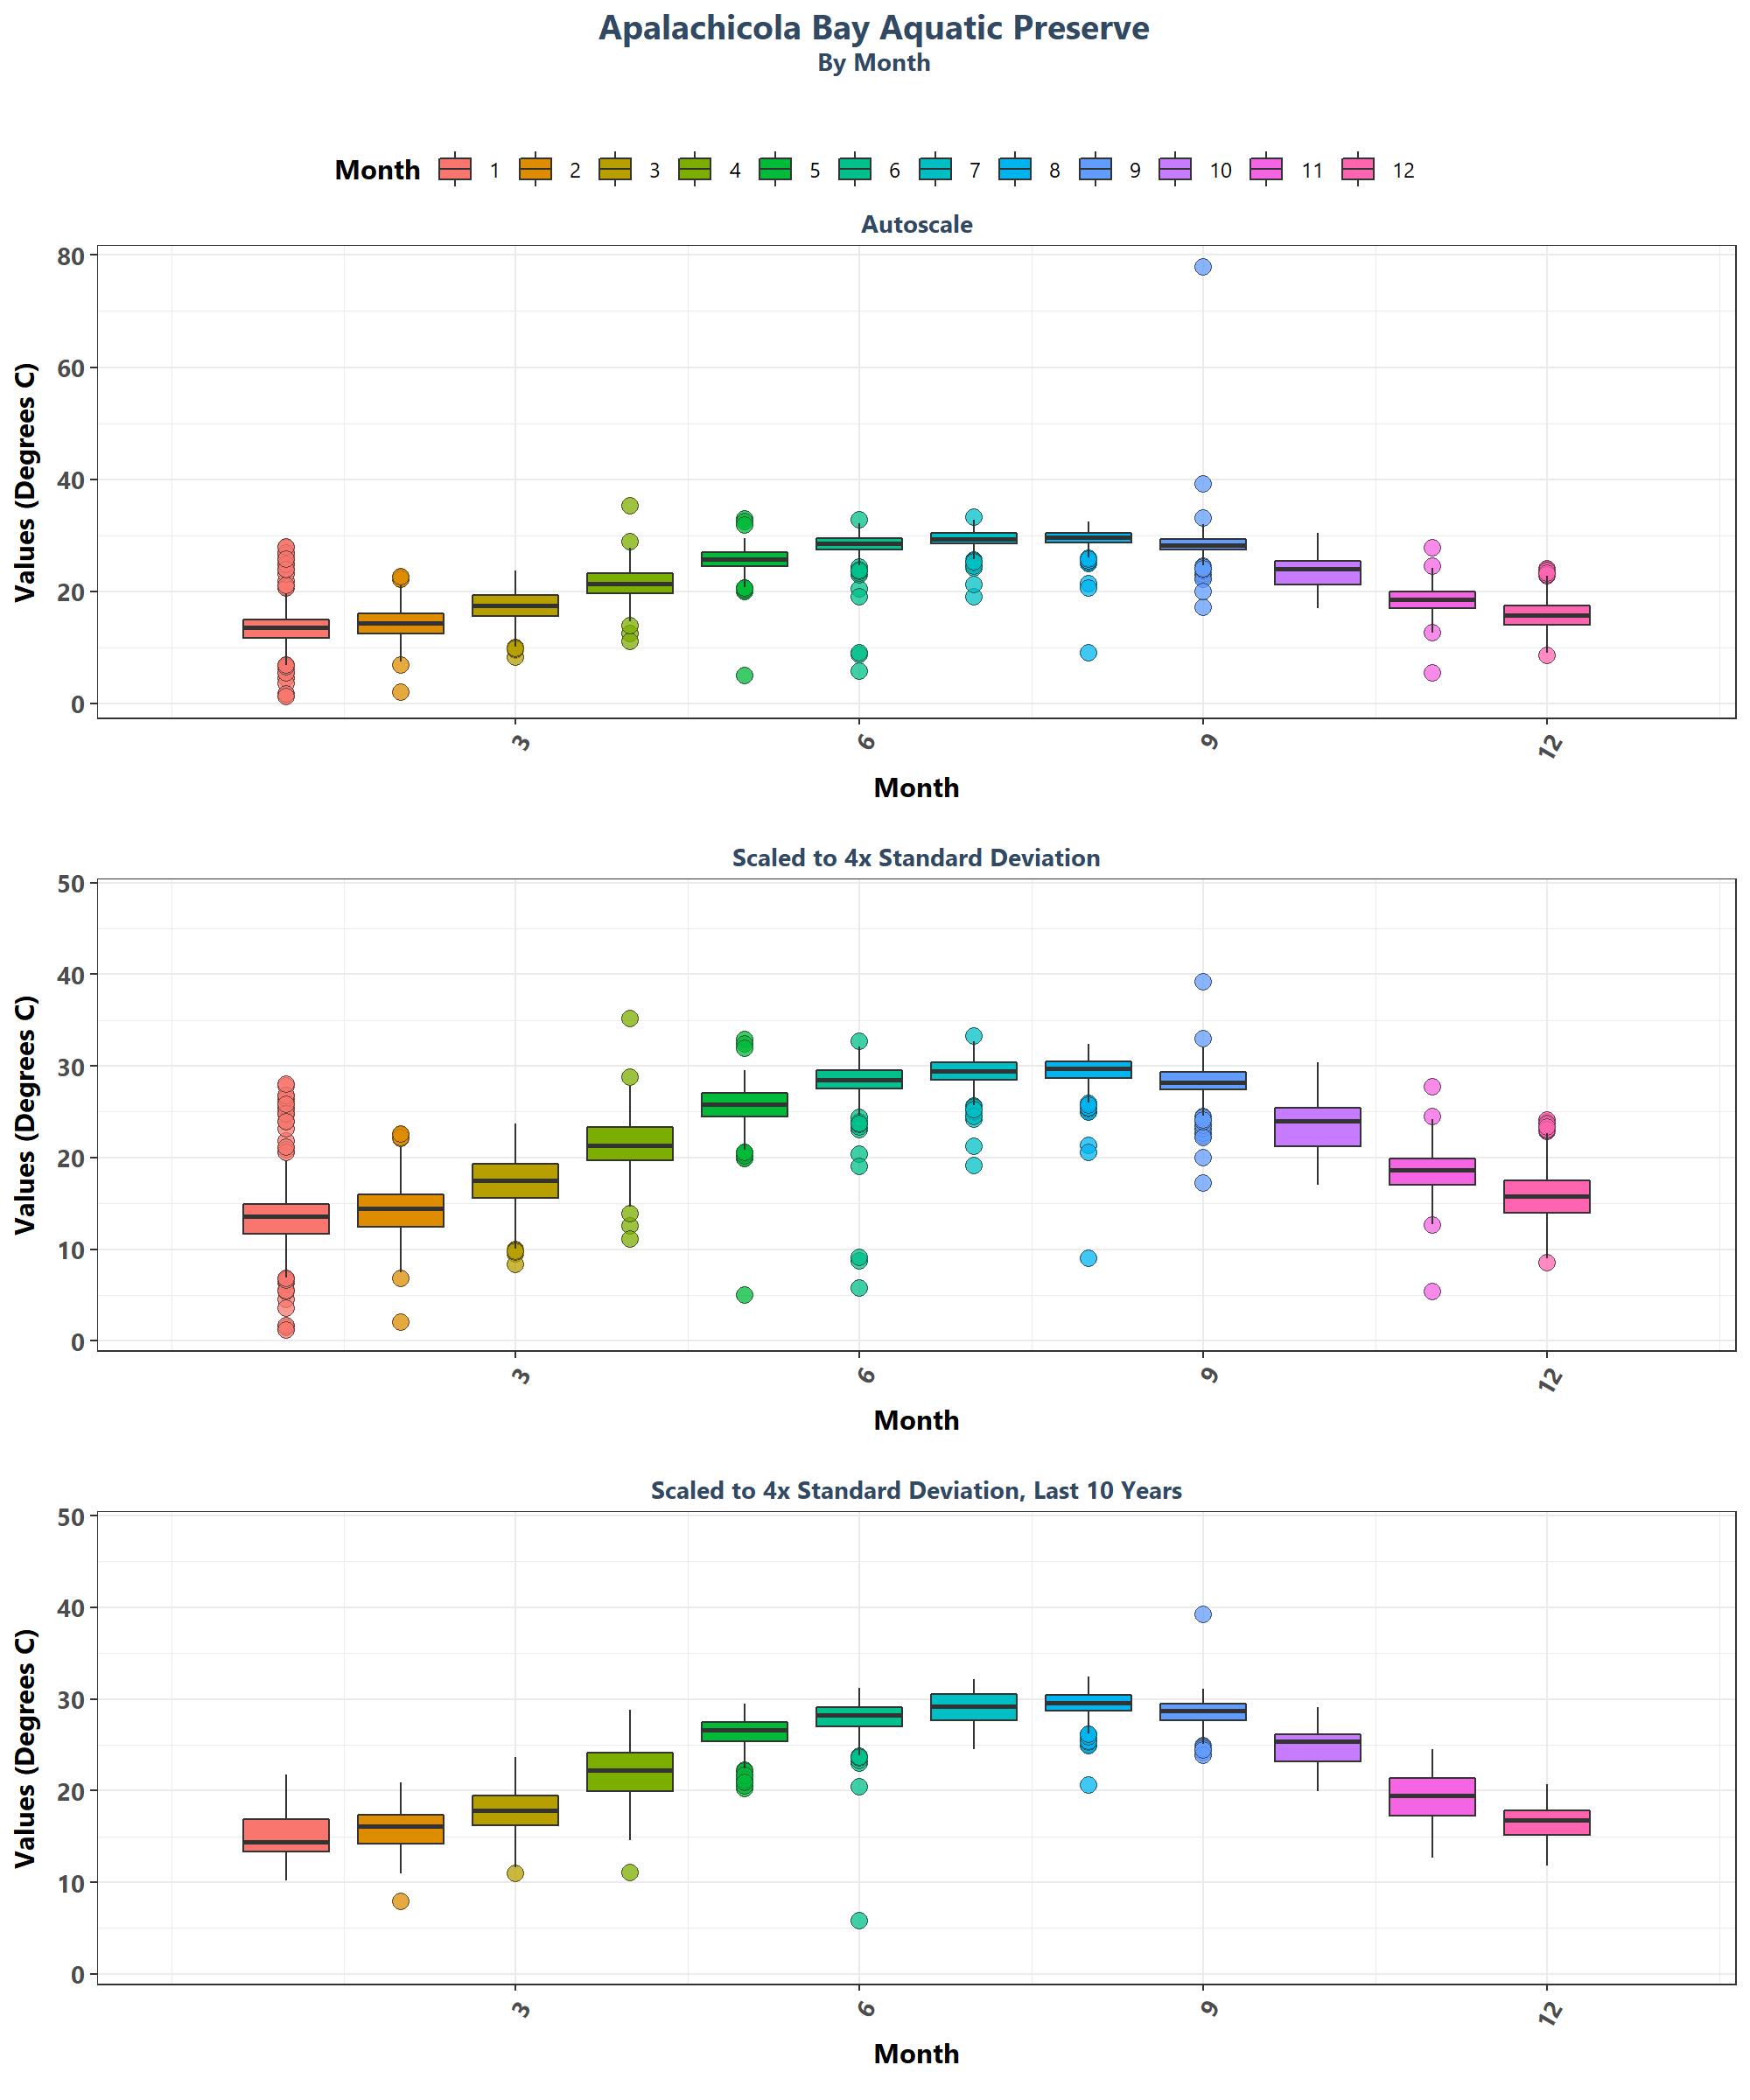 Apalachicola Bay Aquatic Preserve
By Month
Month 1 2 3 4 5 6 7 8 9 10 11 12
Autoscale
Values (Degrees C)
80
60
40
20
0
3 6 9 12
Month
Scaled to 4x Standard Deviation
Values (Degrees C)
50
40
30
20
10
0
3 6 9 12
Month
Scaled to 4x Standard Deviation, Last 10 Years
Values (Degrees C)
50
40
30
20
10
0
3 6 9 12
Month